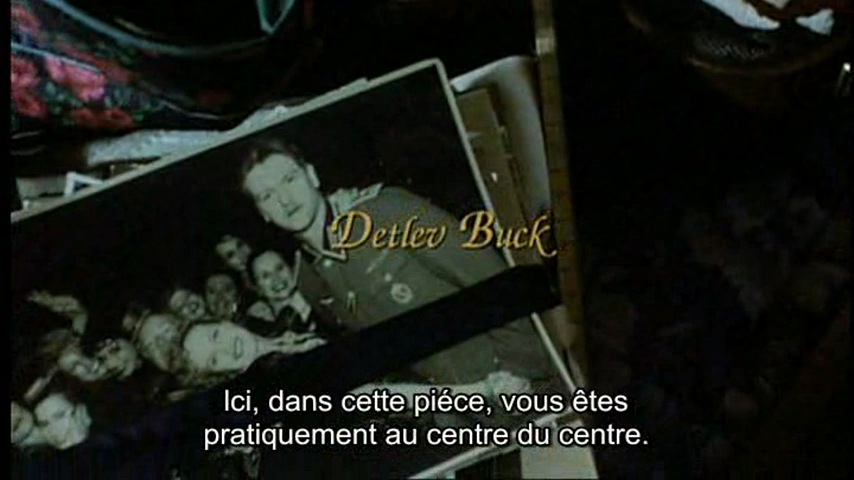 Detlev Buck
Ici, dans cette piéce, vous êtes
pratiquement au centre du centre.